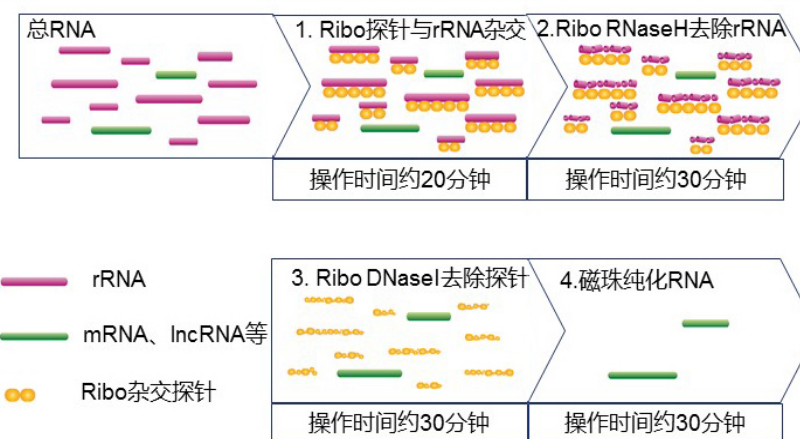 总RNA
1. Ribo探针与rRNA杂交
2.Ribo RNaseH去除rRNA
操作时间约20分钟
操作时间约30分钟
rRNA
mRNA、lncRNA等
Ribo杂交探针
3. Ribo DNaseI去除探针
4.磁珠纯化RNA
操作时间约30分钟
操作时间约30分钟